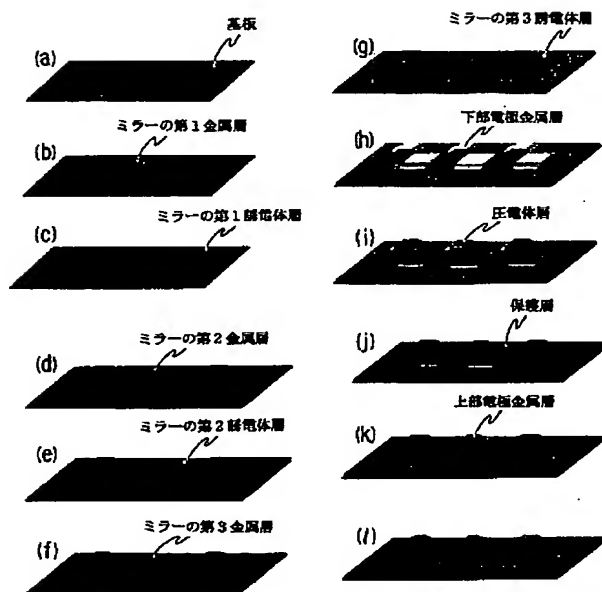 (a)
基板
(b)
ミラーの第1金属層
(c)
ミラーの第1誘電体層
(d)
ミラーの第2金属層
(e)
ミラーの第2誘電体層
(f)
ミラーの第3金属層
(g)
ミラーの第3誘電体層
(h)
下部電極金属層
(i)
圧電体層
(j)
保護層
(k)
上部電極金属層
(l)